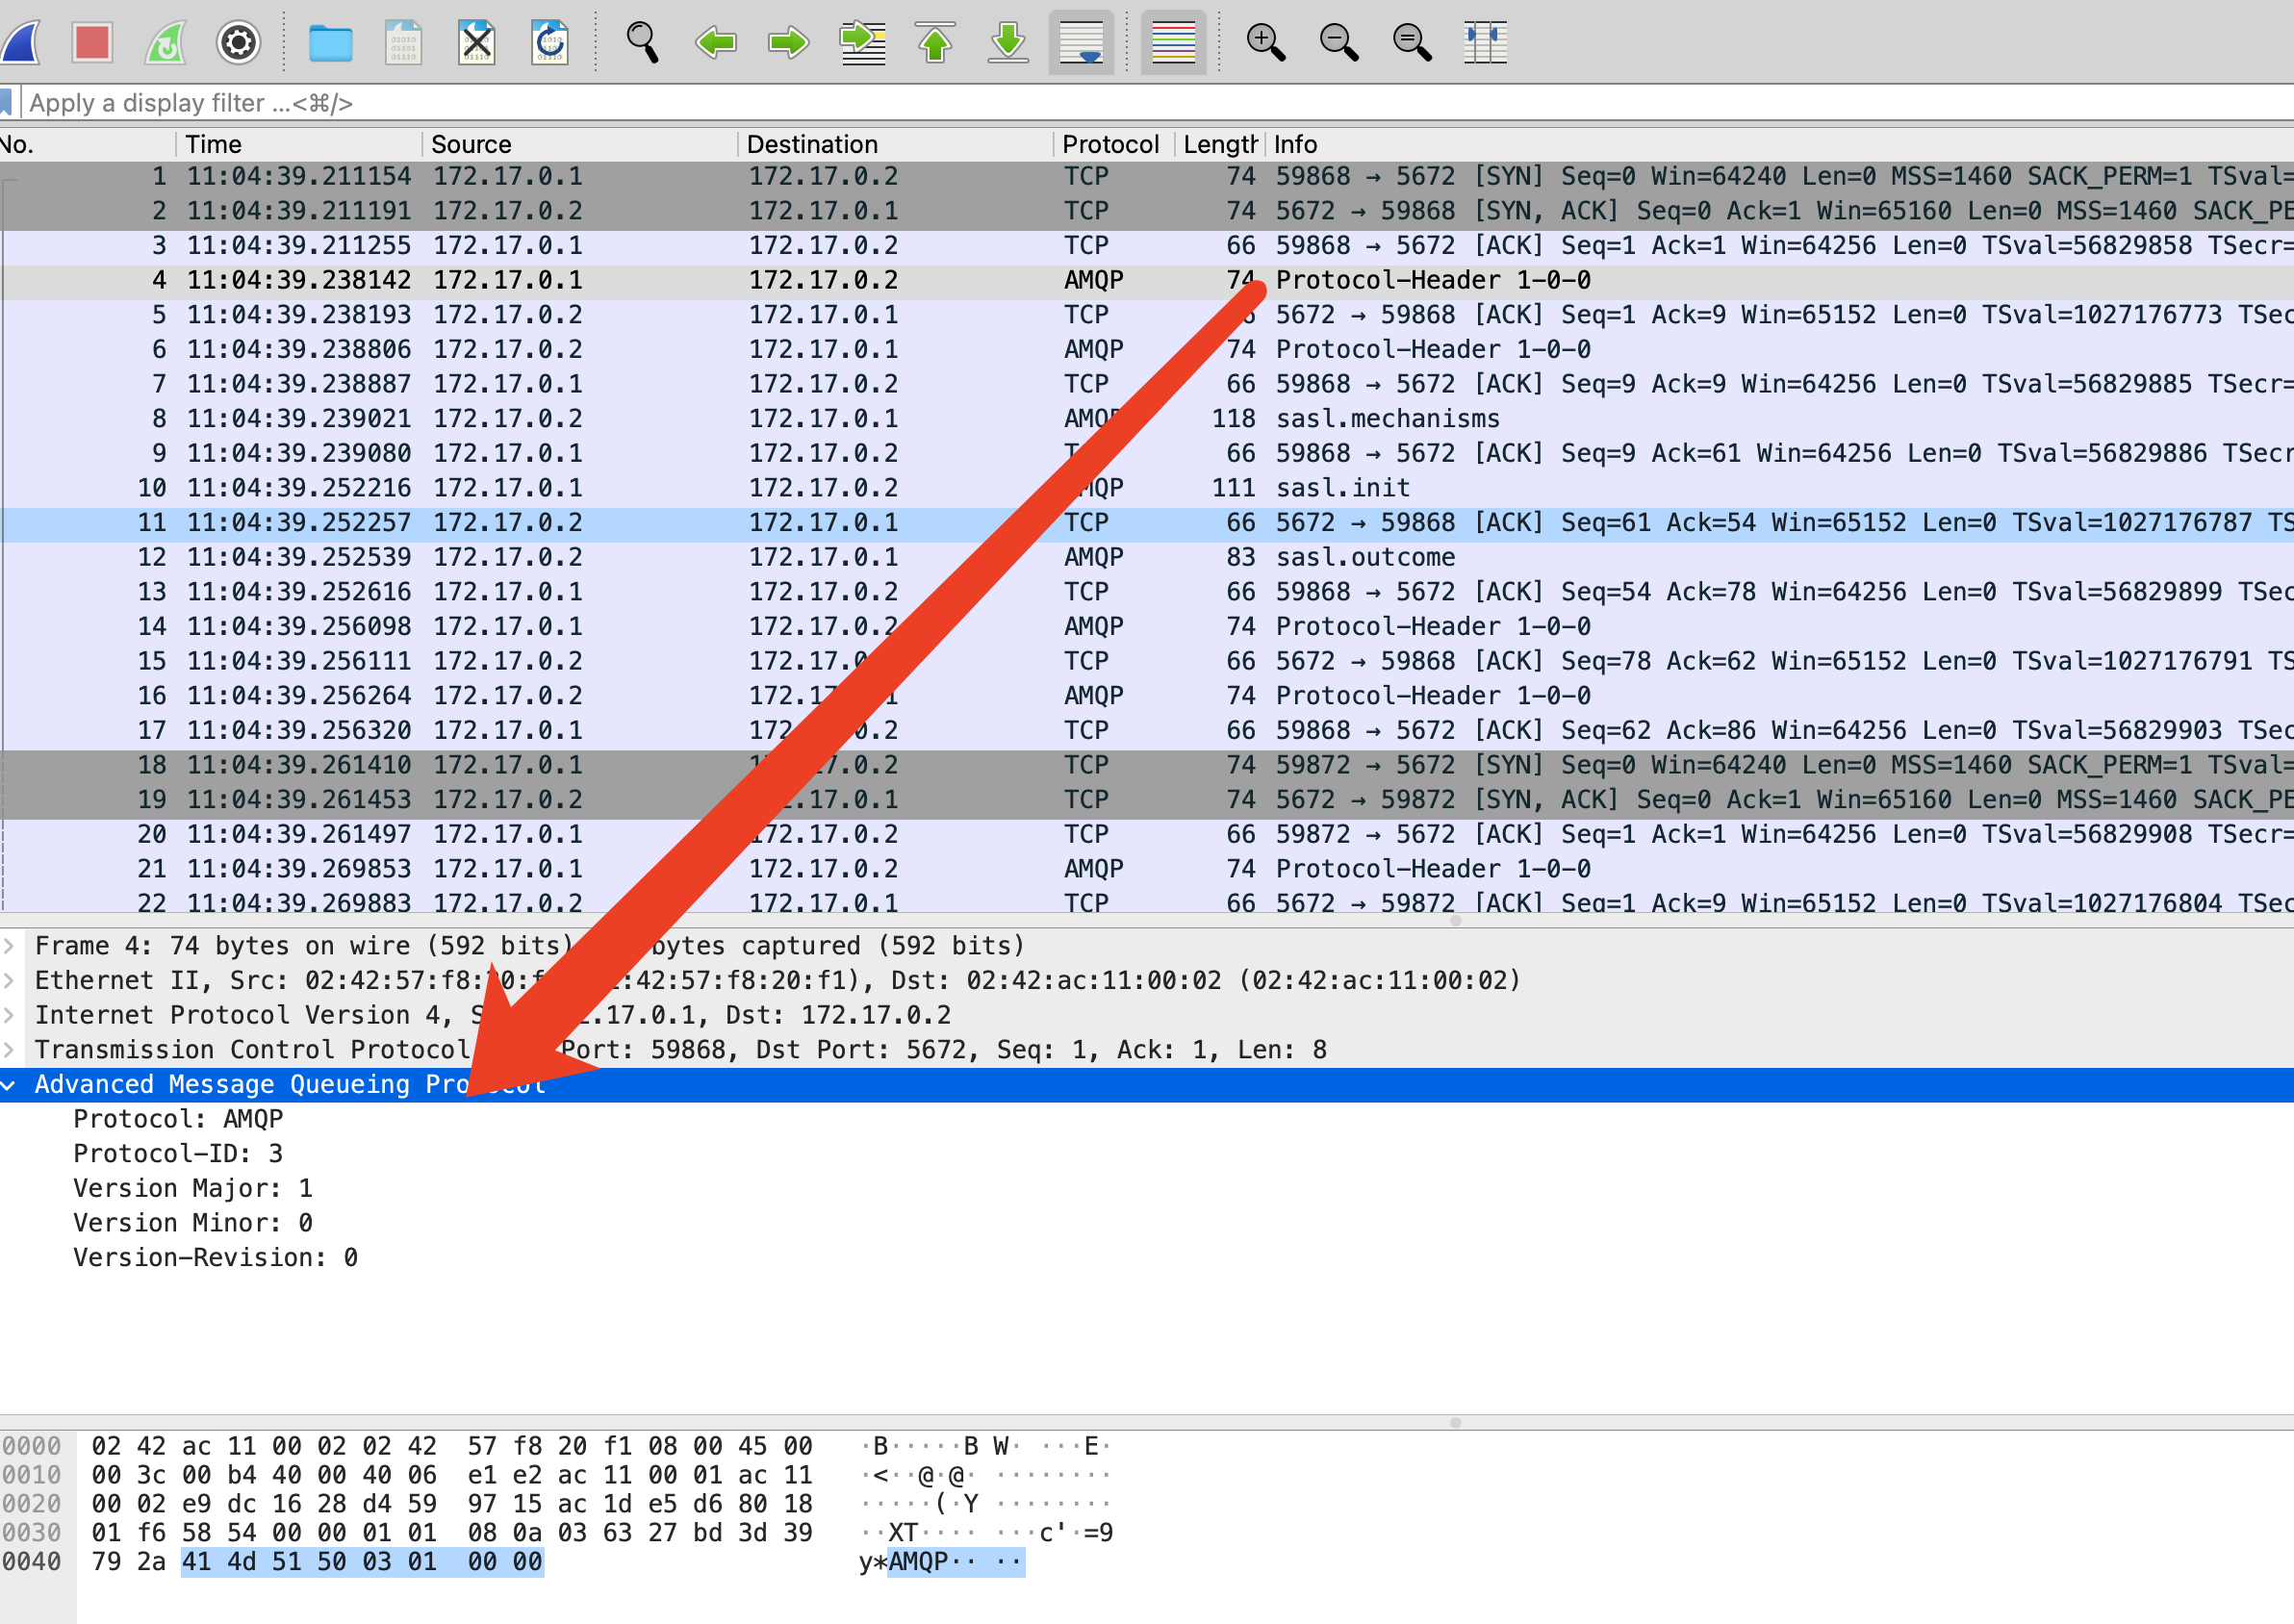 Apply a display filter ...<⌘/>
No. Time Source Destination Protocol Length Info
1 11:04:39.211154 172.17.0.1 172.17.0.2 TCP 74 59868 → 5672 [SYN] Seq=0 Win=64240 Len=0 MSS=1460 SACK_PERM=1 TSval=
2 11:04:39.211191 172.17.0.2 172.17.0.1 TCP 74 5672 → 59868 [SYN, ACK] Seq=0 Ack=1 Win=65160 Len=0 MSS=1460 SACK_PE
3 11:04:39.211255 172.17.0.1 172.17.0.2 TCP 66 59868 → 5672 [ACK] Seq=1 Ack=1 Win=64256 Len=0 TSval=56829858 TSecr=
4 11:04:39.238142 172.17.0.1 172.17.0.2 AMQP 74 Protocol-Header 1-0-0
5 11:04:39.238193 172.17.0.2 172.17.0.1 TCP 5672 → 59868 [ACK] Seq=1 Ack=9 Win=65152 Len=0 TSval=1027176773 TSec
6 11:04:39.238806 172.17.0.2 172.17.0.1 AMQP 74 Protocol-Header 1-0-0
7 11:04:39.238887 172.17.0.1 172.17.0.2 TCP 66 59868 → 5672 [ACK] Seq=9 Ack=9 Win=64256 Len=0 TSval=56829885 TSecr=
8 11:04:39.239021 172.17.0.2 172.17.0.1 AMQP 118 sasl.mechanisms
9 11:04:39.239080 172.17.0.1 172.17.0.2 66 59868 → 5672 [ACK] Seq=9 Ack=61 Win=64256 Len=0 TSval=56829886 TSecr
10 11:04:39.252216 172.17.0.1 172.17.0.2 AMQP 111 sasl.init
11 11:04:39.252257 172.17.0.2 172.17.0.1 TCP 66 5672 → 59868 [ACK] Seq=61 Ack=54 Win=65152 Len=0 TSval=1027176787 TS
12 11:04:39.252539 172.17.0.2 172.17.0.1 AMQP 83 sasl.outcome
13 11:04:39.252616 172.17.0.1 172.17.0.2 TCP 66 59868 → 5672 [ACK] Seq=54 Ack=78 Win=64256 Len=0 TSval=56829899 TSec
14 11:04:39.256098 172.17.0.1 172.17.0.2 AMQP 74 Protocol-Header 1-0-0
15 11:04:39.256111 172.17.0.2 172.17.0 TCP 66 5672 → 59868 [ACK] Seq=78 Ack=62 Win=65152 Len=0 TSval=1027176791 TS
16 11:04:39.256264 172.17.0.2 172.17 1 AMQP 74 Protocol-Header 1-0-0
17 11:04:39.256320 172.17.0.1 172.17 0.2 TCP 66 59868 → 5672 [ACK] Seq=62 Ack=86 Win=64256 Len=0 TSval=56829903 TSec
18 11:04:39.261410 172.17.0.1 7.0.2 TCP 74 59872 → 5672 [SYN] Seq=0 Win=64240 Len=0 MSS=1460 SACK_PERM=1 TSval=
19 11:04:39.261453 172.17.0.2 .17.0.1 TCP 74 5672 → 59872 [SYN, ACK] Seq=0 Ack=1 Win=65160 Len=0 MSS=1460 SACK_PE
20 11:04:39.261497 172.17.0.1 172.17.0.2 TCP 66 59872 → 5672 [ACK] Seq=1 Ack=1 Win=64256 Len=0 TSval=56829908 TSecr=
21 11:04:39.269853 172.17.0.1 172.17.0.2 AMQP 74 Protocol-Header 1-0-0
22 11:04:39.269883 172.17.0.2 172.17.0.1 TCP 66 5672 → 59872 [ACK] Seq=1 Ack=9 Win=65152 Len=0 TSval=1027176804 TSec
Frame 4: 74 bytes on wire (592 bits) bytes captured (592 bits)
Ethernet II, Src: 02:42:57:f8:20:f :42:57:f8:20:f1), Dst: 02:42:ac:11:00:02 (02:42:ac:11:00:02)
Internet Protocol Version 4, S 2.17.0.1, Dst: 172.17.0.2
Transmission Control Protocol Port: 59868, Dst Port: 5672, Seq: 1, Ack: 1, Len: 8
Advanced Message Queueing Protocol
Protocol: AMQP
Protocol-ID: 3
Version Major: 1
Version Minor: 0
Version-Revision: 0
0000 02 42 ac 11 00 02 02 42 57 f8 20 f1 08 00 45 00 ·B·····B W· ···E·
0010 00 3c 00 b4 40 00 40 06 e1 e2 ac 11 00 01 ac 11 ·<··@·@· ········
0020 00 02 e9 dc 16 28 d4 59 97 15 ac 1d e5 d6 80 18 ·····(·Y ········
0030 01 f6 58 54 00 00 01 01 08 0a 03 63 27 bd 3d 39 ··XT···· ···c'·=9
0040 79 2a 41 4d 51 50 03 01 00 00 y*AMQP·· ··